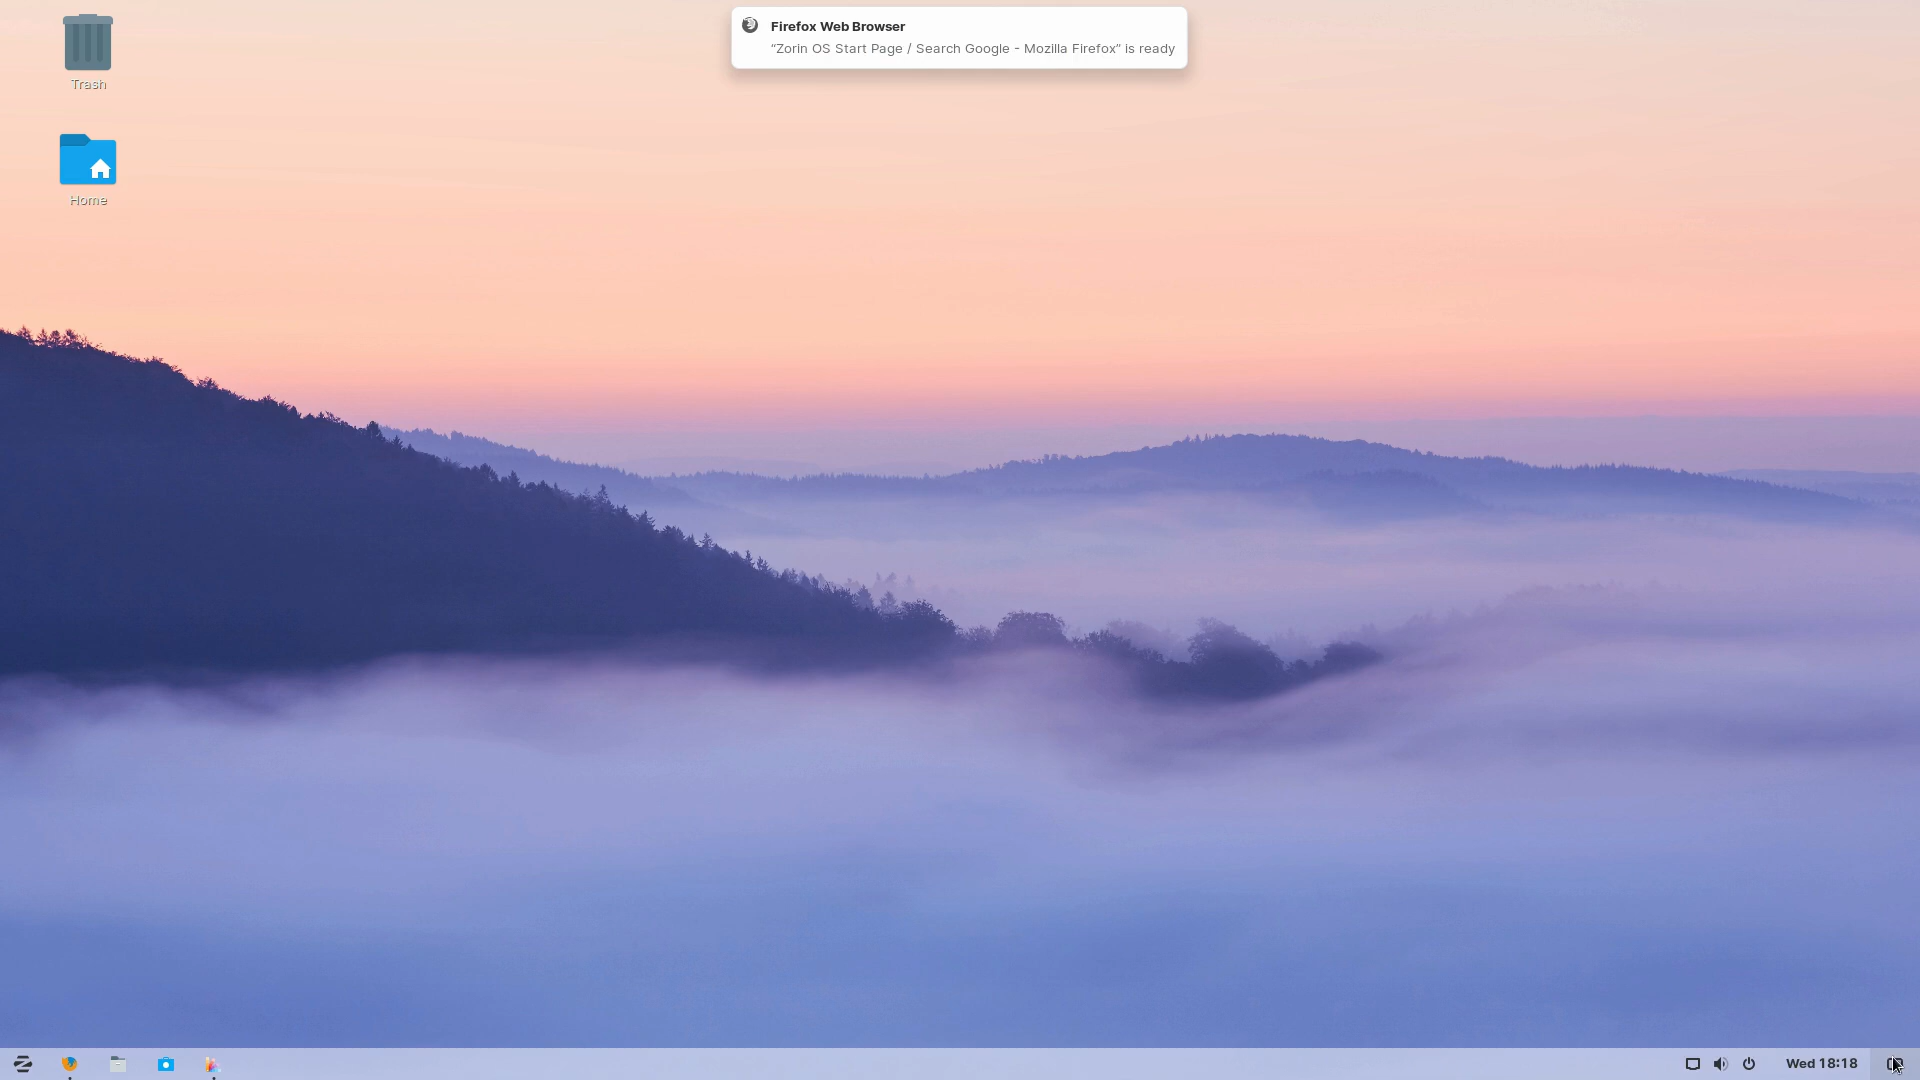 Trash
Home
Firefox Web Browser
“Zorin OS Start Page / Search Google - Mozilla Firefox” is ready
Wed 18:18